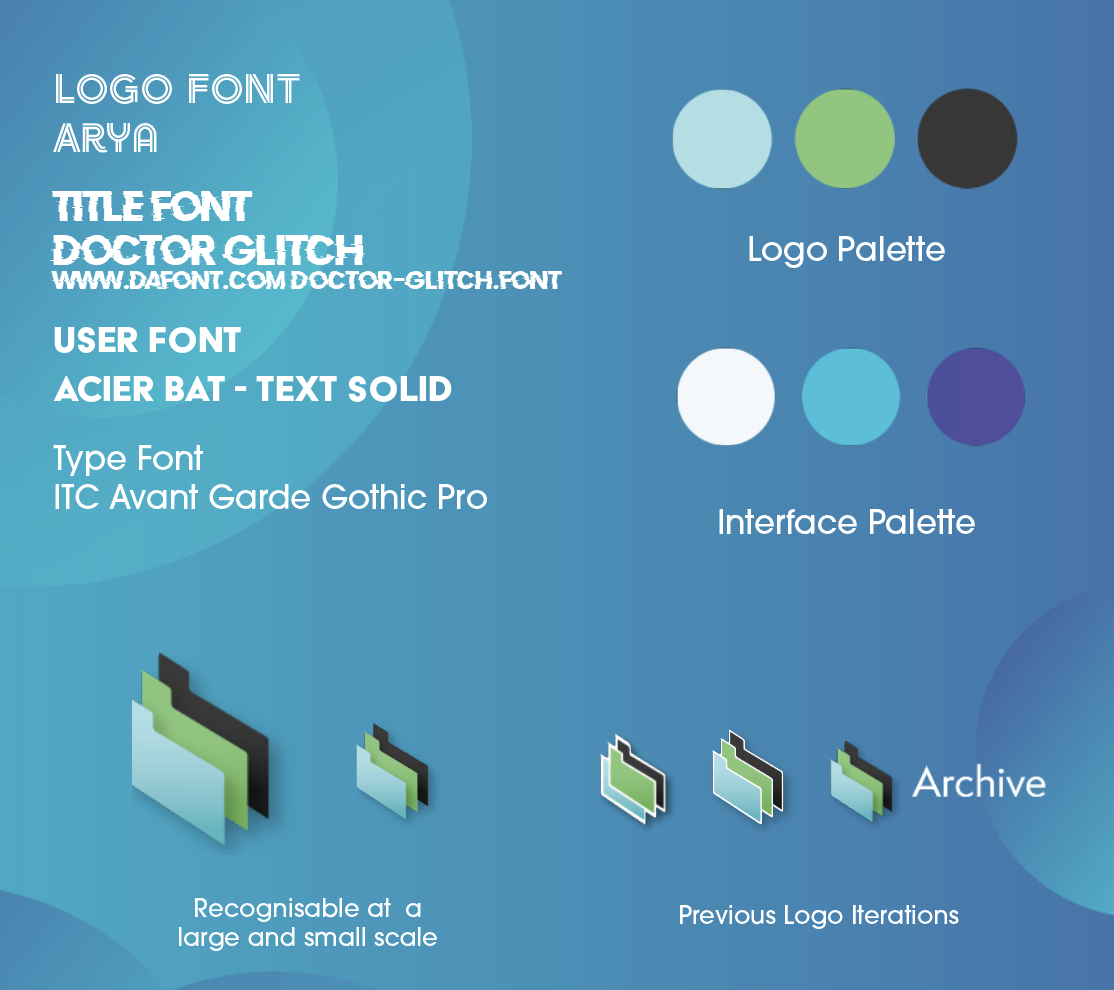 LOGO FONT
ARYA
TITLE FONT
DOCTOR GLITCH
WWW.DAFONT.COM DOCTOR-GLITCH.FONT
USER FONT
ACIER BAT - TEXT SOLID
Type Font
ITC Avant Garde Gothic Pro
Logo Palette
Interface Palette
Archive
Recognisable at a
large and small scale
Previous Logo Iterations